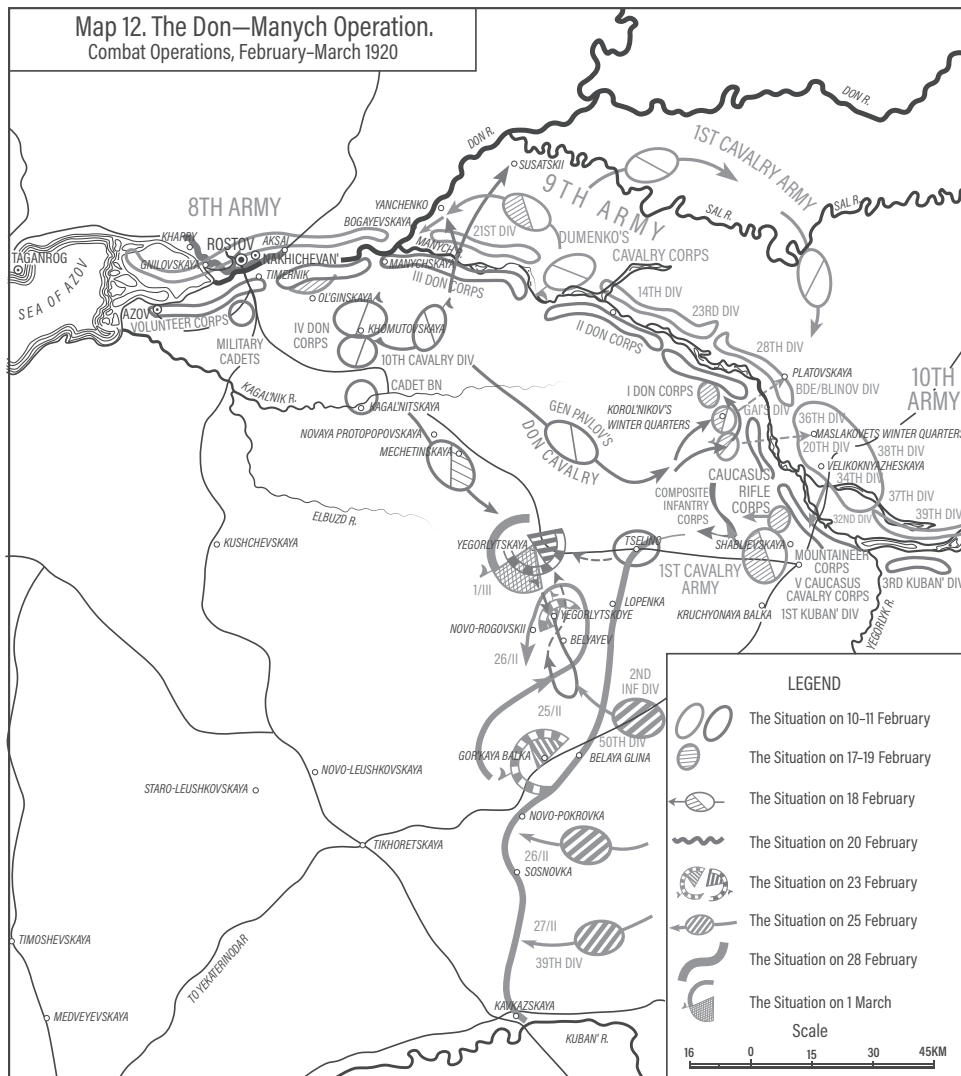 Map 12. The Don—Manych Operation.
Combat Operations, February–March 1920
DON R.
DON R.
1ST CAVALRY ARMY
SUSATSKII
9TH ARMY
SAL R.
SAL R.
8TH ARMY
YANCHENKO
BOGAYEVSKAYA
21ST DIV
DUMENKO'S
CAVALRY CORPS
KHARRY
ROSTOV
AKSAI
TAGANROG
GNILOVSKAYA
NAKHICHEVAN'
MANYCH
MANYCHSKAYA
TIMERNIK
III DON CORPS
SEA OF AZOV
OL'GINSKAYA
14TH DIV
23RD DIV
AZOV
VOLUNTEER CORPS
IV DON
CORPS
KHOMUTOVSKAYA
II DON CORPS
MILITARY
CADETS
10TH CAVALRY DIV
28TH DIV
PLATOVSKAYA
BDE/BLINOV DIV
10TH
ARMY
KAGAL'NIK R.
CADET BN
KAGAL'NITSKAYA
GEN PAVLOV'S
DON CAVALRY
I DON CORPS
KOROL'NIKOV'S
WINTER QUARTERS
GAI'S DIV
36TH DIV
MASLAKOVETS WINTER QUARTERS
20TH DIV
38TH DIV
NOVAYA PROTOPOPOVSKAYA
MECHETINSKAYA
VELIKOKNYAZHESKAYA
34TH DIV
CAUCASUS
RIFLE
CORPS
COMPOSITE
INFANTRY
CORPS
37TH DIV
39TH DIV
32ND DIV
ELBUZD R.
KUSHCHEVSKAYA
YEGORLYTSKAYA
TSELINO
SHABLIEVSKAYA
1ST CAVALRY
ARMY
MOUNTAINEER
CORPS
V CAUCASUS
CAVALRY CORPS
1ST KUBAN' DIV
3RD KUBAN' DIV
1/III
LOPENKA
KRUCHYONAYA BALKA
YEGORLYK R.
YEGORLYTSKOYE
NOVO-ROGOVSKII
BELYAYEV
26/II
2ND
INF DIV
25/II
50TH DIV
GOR'KAYA BALKA
BELAYA GLINA
NOVO-LEUSHKOVSKAYA
STARO-LEUSHKOVSKAYA
NOVO-POKROVKA
TIKHORETSKAYA
26/II
SOSNOVKA
27/II
39TH DIV
TIMOSHEVSKAYA
TO YEKATERINODAR
MEDVEYEVSKAYA
KAVKAZSKAYA
KUBAN' R.
LEGEND
The Situation on 10–11 February
The Situation on 17–19 February
The Situation on 18 February
The Situation on 20 February
The Situation on 23 February
The Situation on 25 February
The Situation on 28 February
The Situation on 1 March
Scale
16 0 15 30 45KM